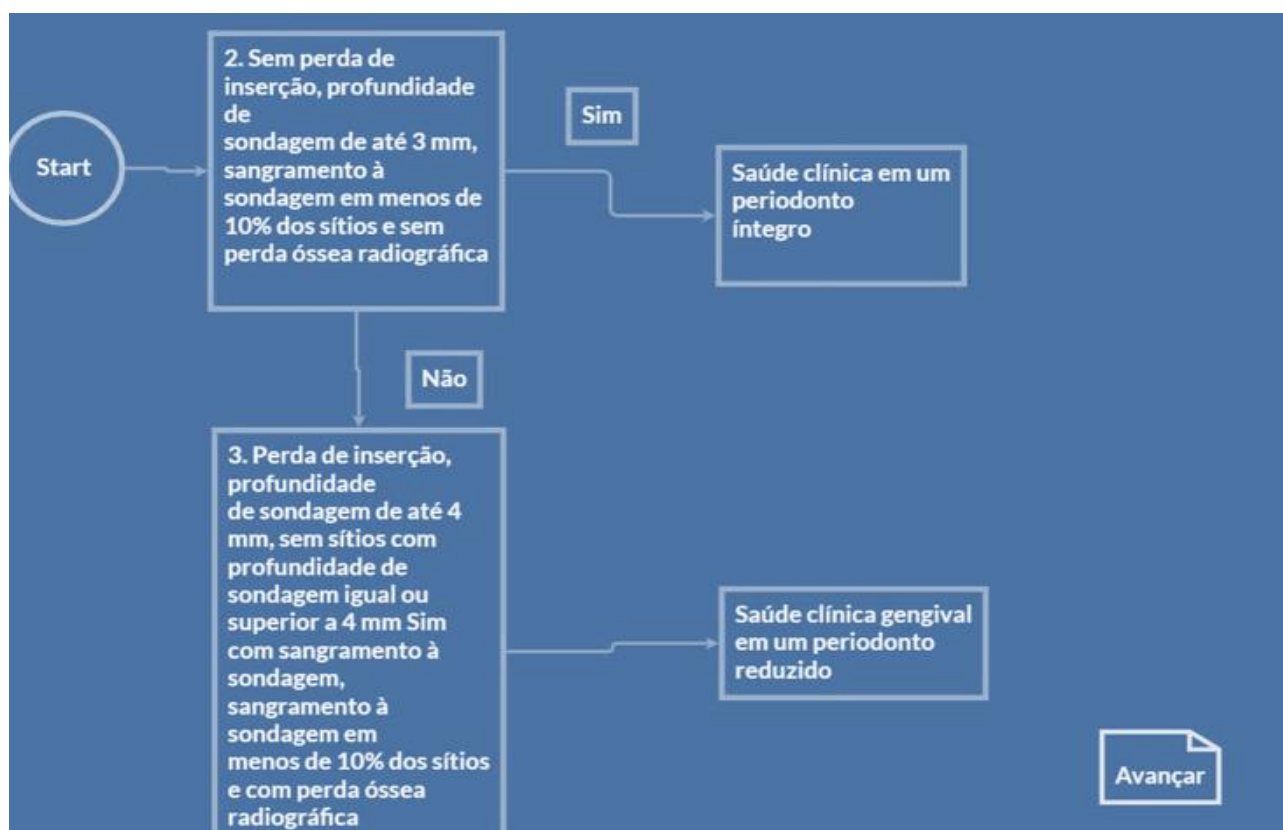 Start
2. Sem perda de
inserção, profundidade
de
sondagem de até 3 mm,
sangramento à
sondagem em menos de
10% dos sítios e sem
perda óssea radiográfica
Sim
Saúde clínica em um
periodonto
íntegro
Não
3. Perda de inserção,
profundidade
de sondagem de até 4
mm, sem sítios com
profundidade de
sondagem igual ou
superior a 4 mm Sim
com sangramento à
sondagem,
sangramento à
sondagem em
menos de 10% dos sítios
e com perda óssea
radiográfica
Saúde clínica gengival
em um periodonto
reduzido
Avançar